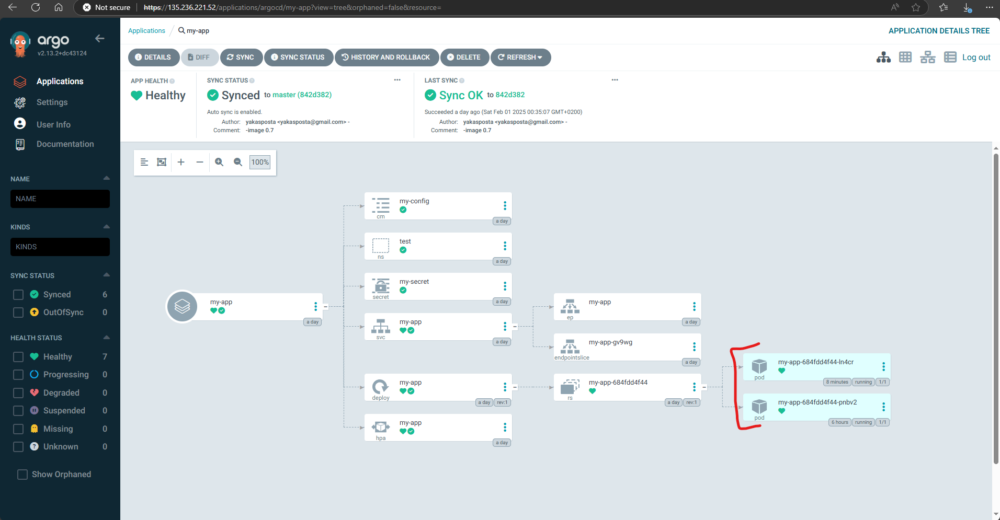 Not secure https://135.236.221.52/applications/argocd/my-app?view=tree&orphaned=false&resource=
argo
v2.13.2+dc43124
Applications
Settings
User Info
Documentation
NAME
NAME
KINDS
KINDS
SYNC STATUS
Synced 6
OutOfSync 0
HEALTH STATUS
Healthy 7
Progressing 0
Degraded 0
Suspended 0
Missing 0
Unknown 0
Show Orphaned
Applications / my-app
APPLICATION DETAILS TREE
DETAILS DIFF SYNC SYNC STATUS HISTORY AND ROLLBACK DELETE REFRESH
Log out
APP HEALTH
Healthy
SYNC STATUS
Synced to master (842d382)
Auto sync is enabled.
Author: yakasposta <yakasposta@gmail.com> -
Comment: -image 0.7
LAST SYNC
Sync OK to 842d382
Succeeded a day ago (Sat Feb 01 2025 00:35:07 GMT+0200)
Author: yakasposta <yakasposta@gmail.com> -
Comment: -image 0.7
100%
my-app
a day
my-config
cm
a day
test
ns
a day
my-secret
secret
a day
my-app
svc
a day
my-app
deploy
a day rev:1
my-app
hpa
a day
my-app
ep
a day
my-app-gv9wg
endpointslice
a day
my-app-684fdd4f44
rs
a day rev:1
my-app-684fdd4f44-ln4cr
pod
8 minutes running 1/1
my-app-684fdd4f44-pnbv2
pod
6 hours running 1/1